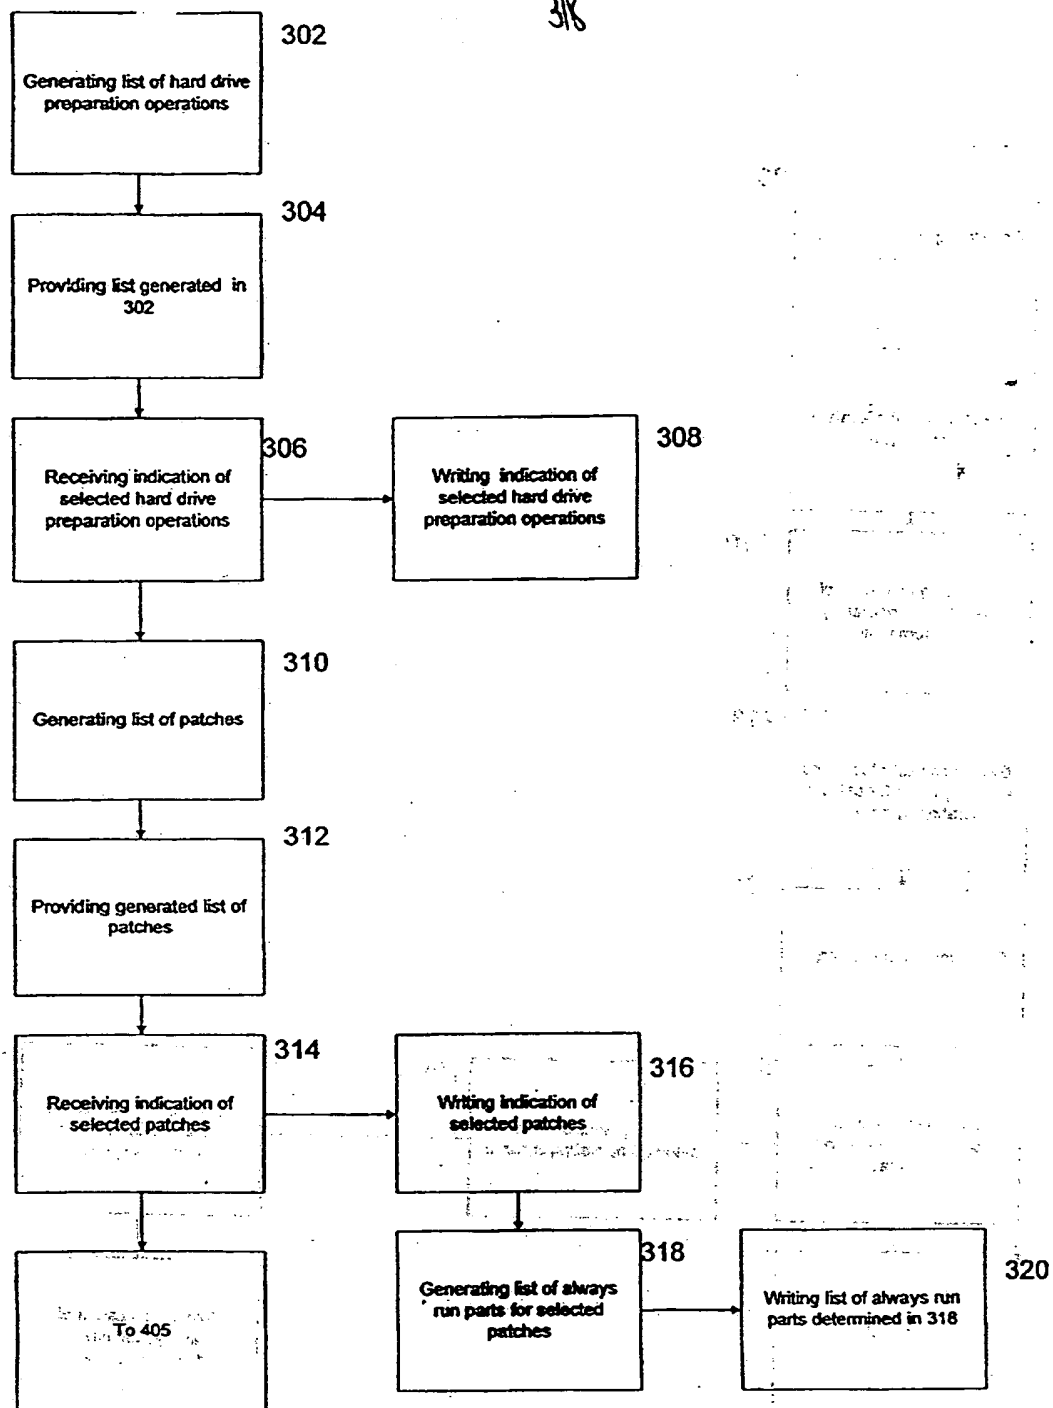 3/8
302
Generating list of hard drive
preparation operations
304
Providing list generated in
302
306
Receiving indication of
selected hard drive
preparation operations
308
Writing indication of
selected hard drive
preparation operations
310
Generating list of patches
312
Providing generated list of
patches
314
Receiving indication of
selected patches
316
Writing indication of
selected patches
318
Generating list of always
run parts for selected
patches
320
Writing list of always run
parts determined in 318
To 405